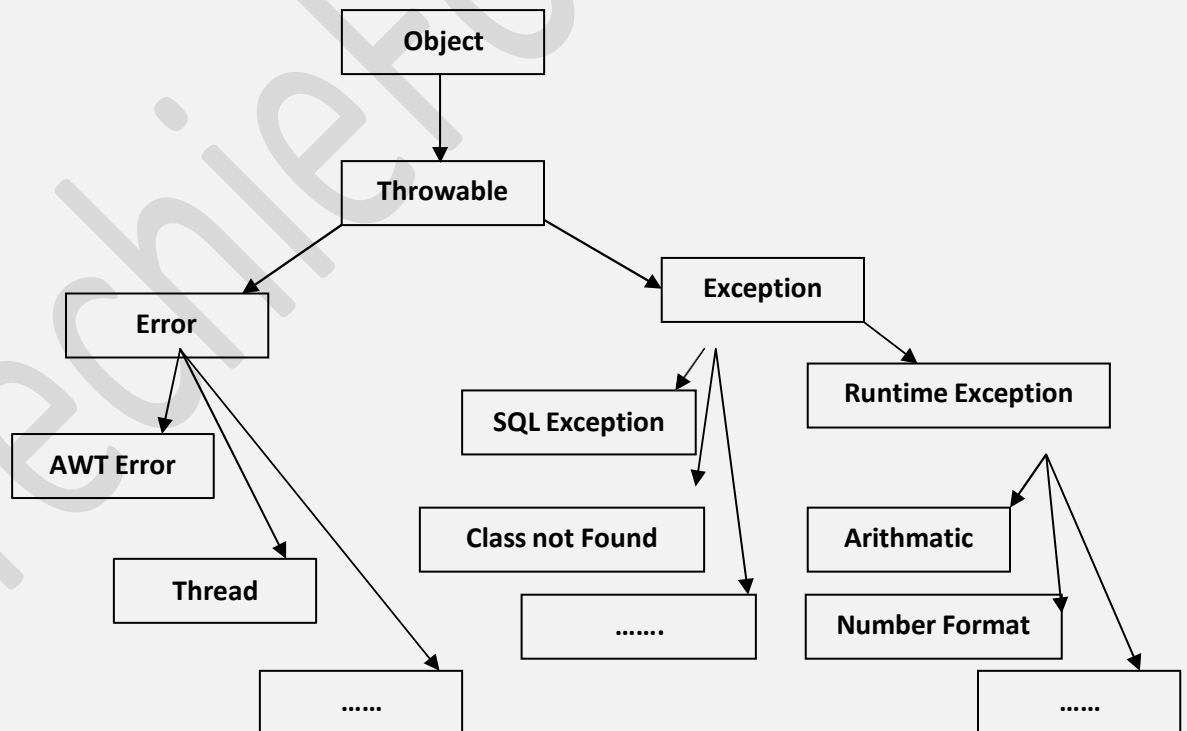 Object
Throwable
Exception
Error
Runtime Exception
SQL Exception
AWT Error
Class not Found
Arithmatic
Thread
.......
Number Format
......
......